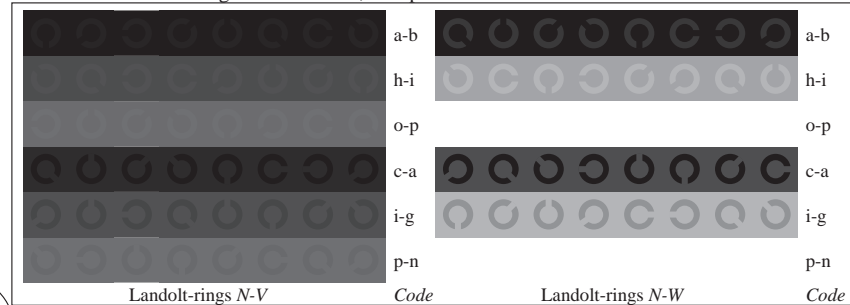 a-b a-b
h-i h-i
o-p o-p
c-a c-a
i-g i-g
p-n p-n
Landolt-rings N-V Code Landolt-rings N-W Code